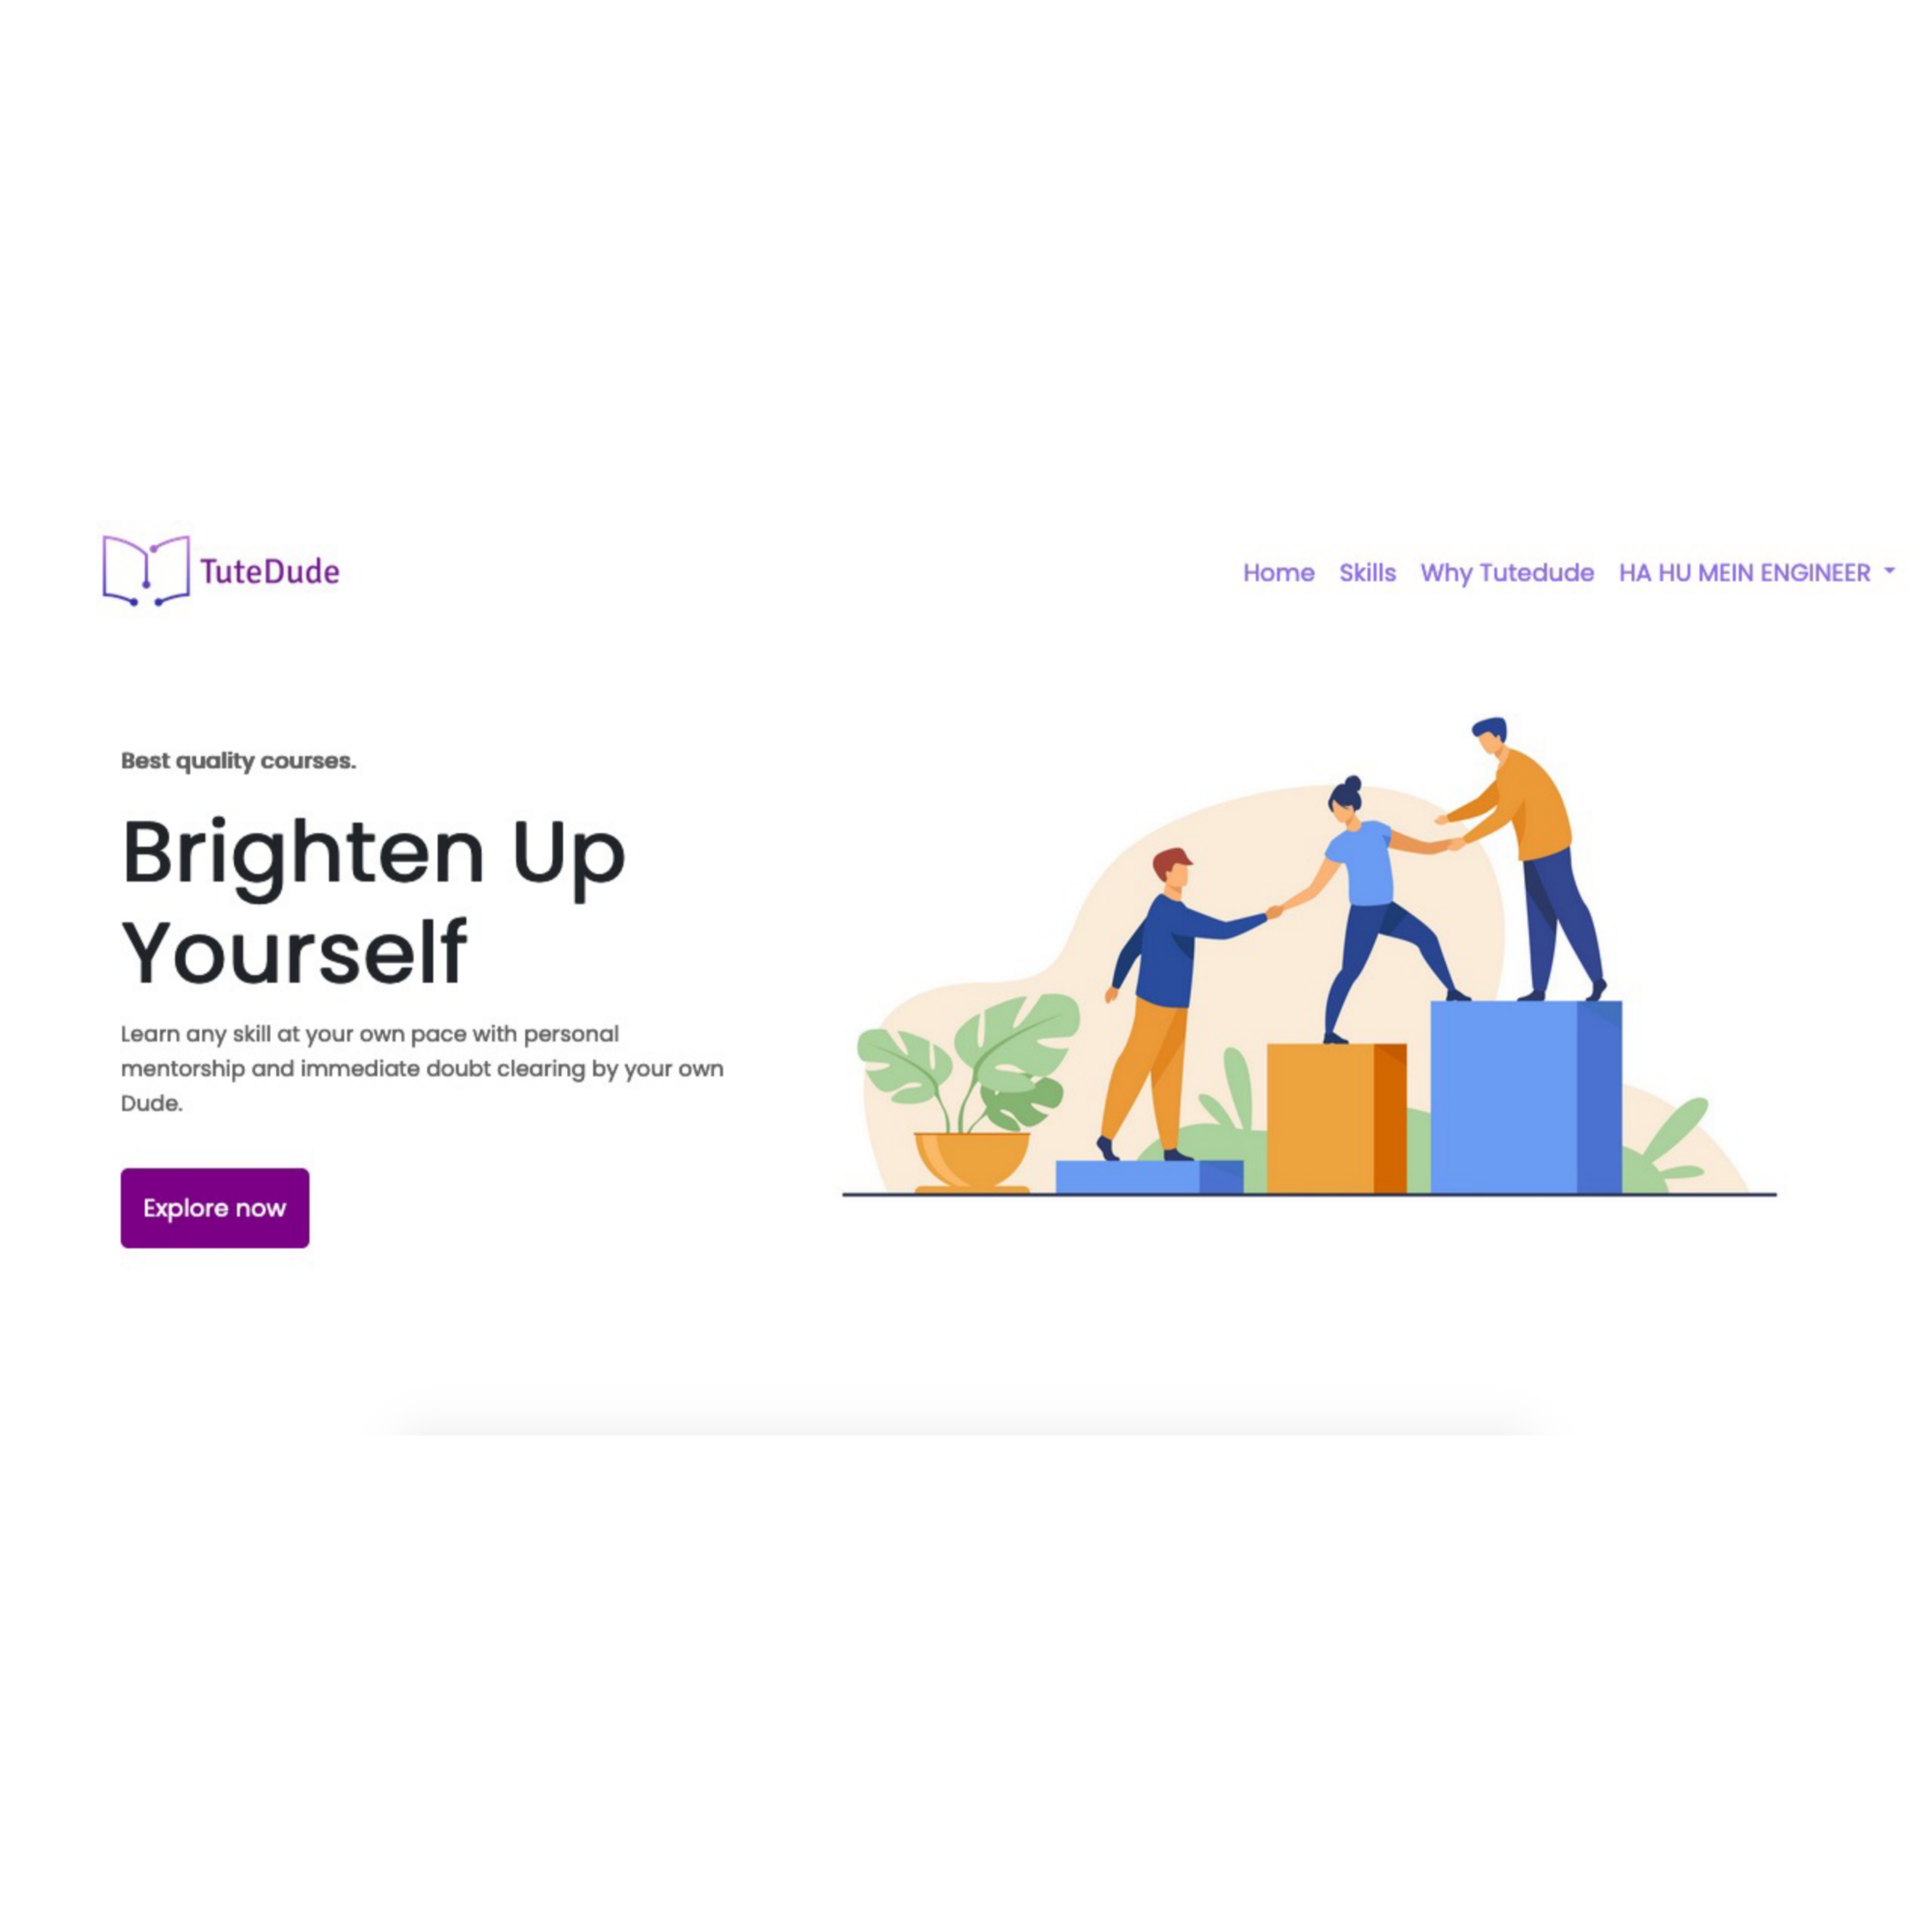 TuteDude
Home Skills Why Tutedude HA HU MEIN ENGINEER
Best quality courses.
Brighten Up
Yourself
Learn any skill at your own pace with personal
mentorship and immediate doubt clearing by your own
Dude.
Explore now